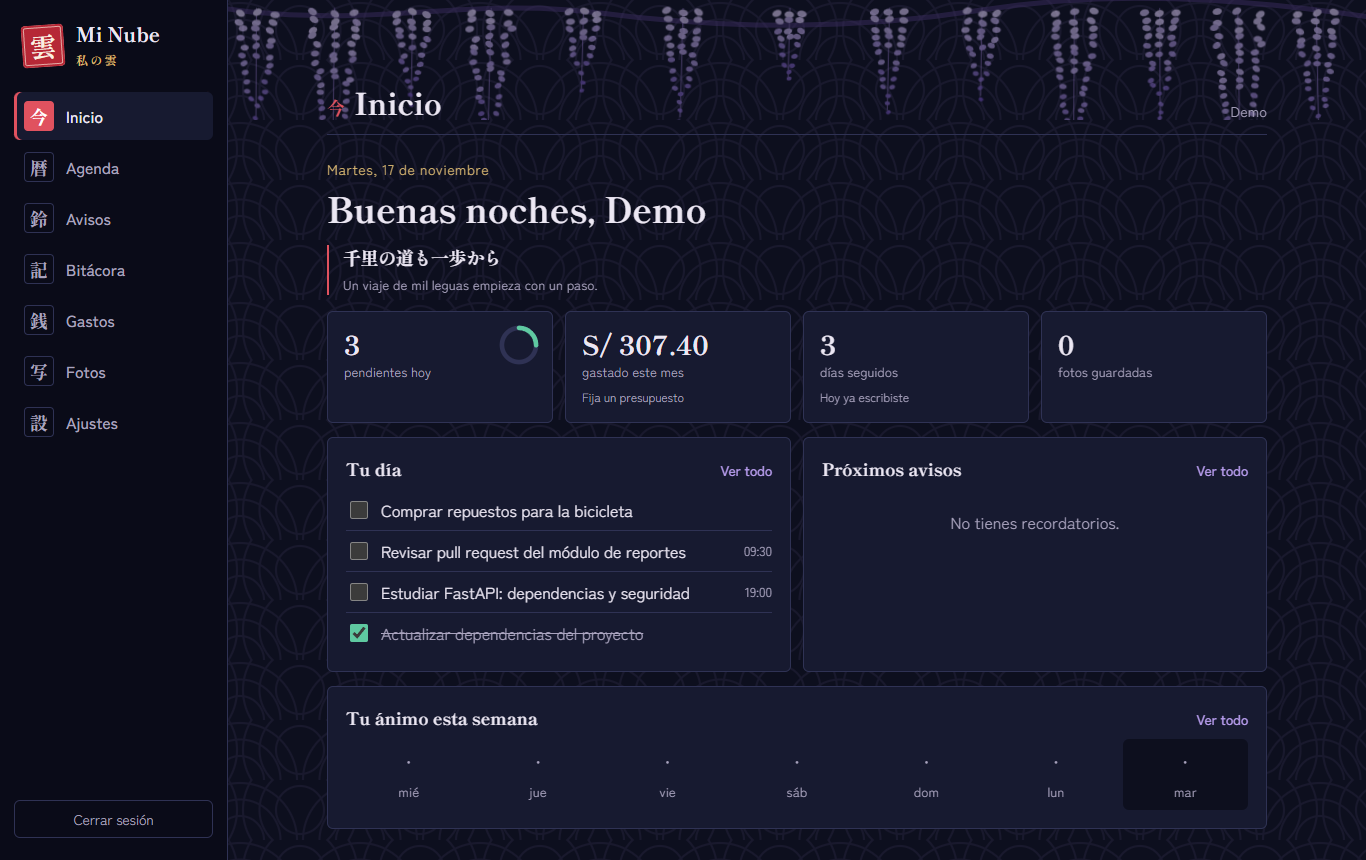 雲
Mi Nube
私の雲
今 Inicio
暦 Agenda
鈴 Avisos
記 Bitácora
銭 Gastos
写 Fotos
設 Ajustes
Cerrar sesión
今 Inicio
Demo
Martes, 17 de noviembre
Buenas noches, Demo
千里の道も一歩から
Un viaje de mil leguas empieza con un paso.
3
pendientes hoy
S/ 307.40
gastado este mes
Fija un presupuesto
3
días seguidos
Hoy ya escribiste
0
fotos guardadas
Tu día
Ver todo
Comprar repuestos para la bicicleta
Revisar pull request del módulo de reportes 09:30
Estudiar FastAPI: dependencias y seguridad 19:00
Actualizar dependencias del proyecto
Próximos avisos
Ver todo
No tienes recordatorios.
Tu ánimo esta semana
Ver todo
· · · · · · ·
mié jue vie sáb dom lun mar